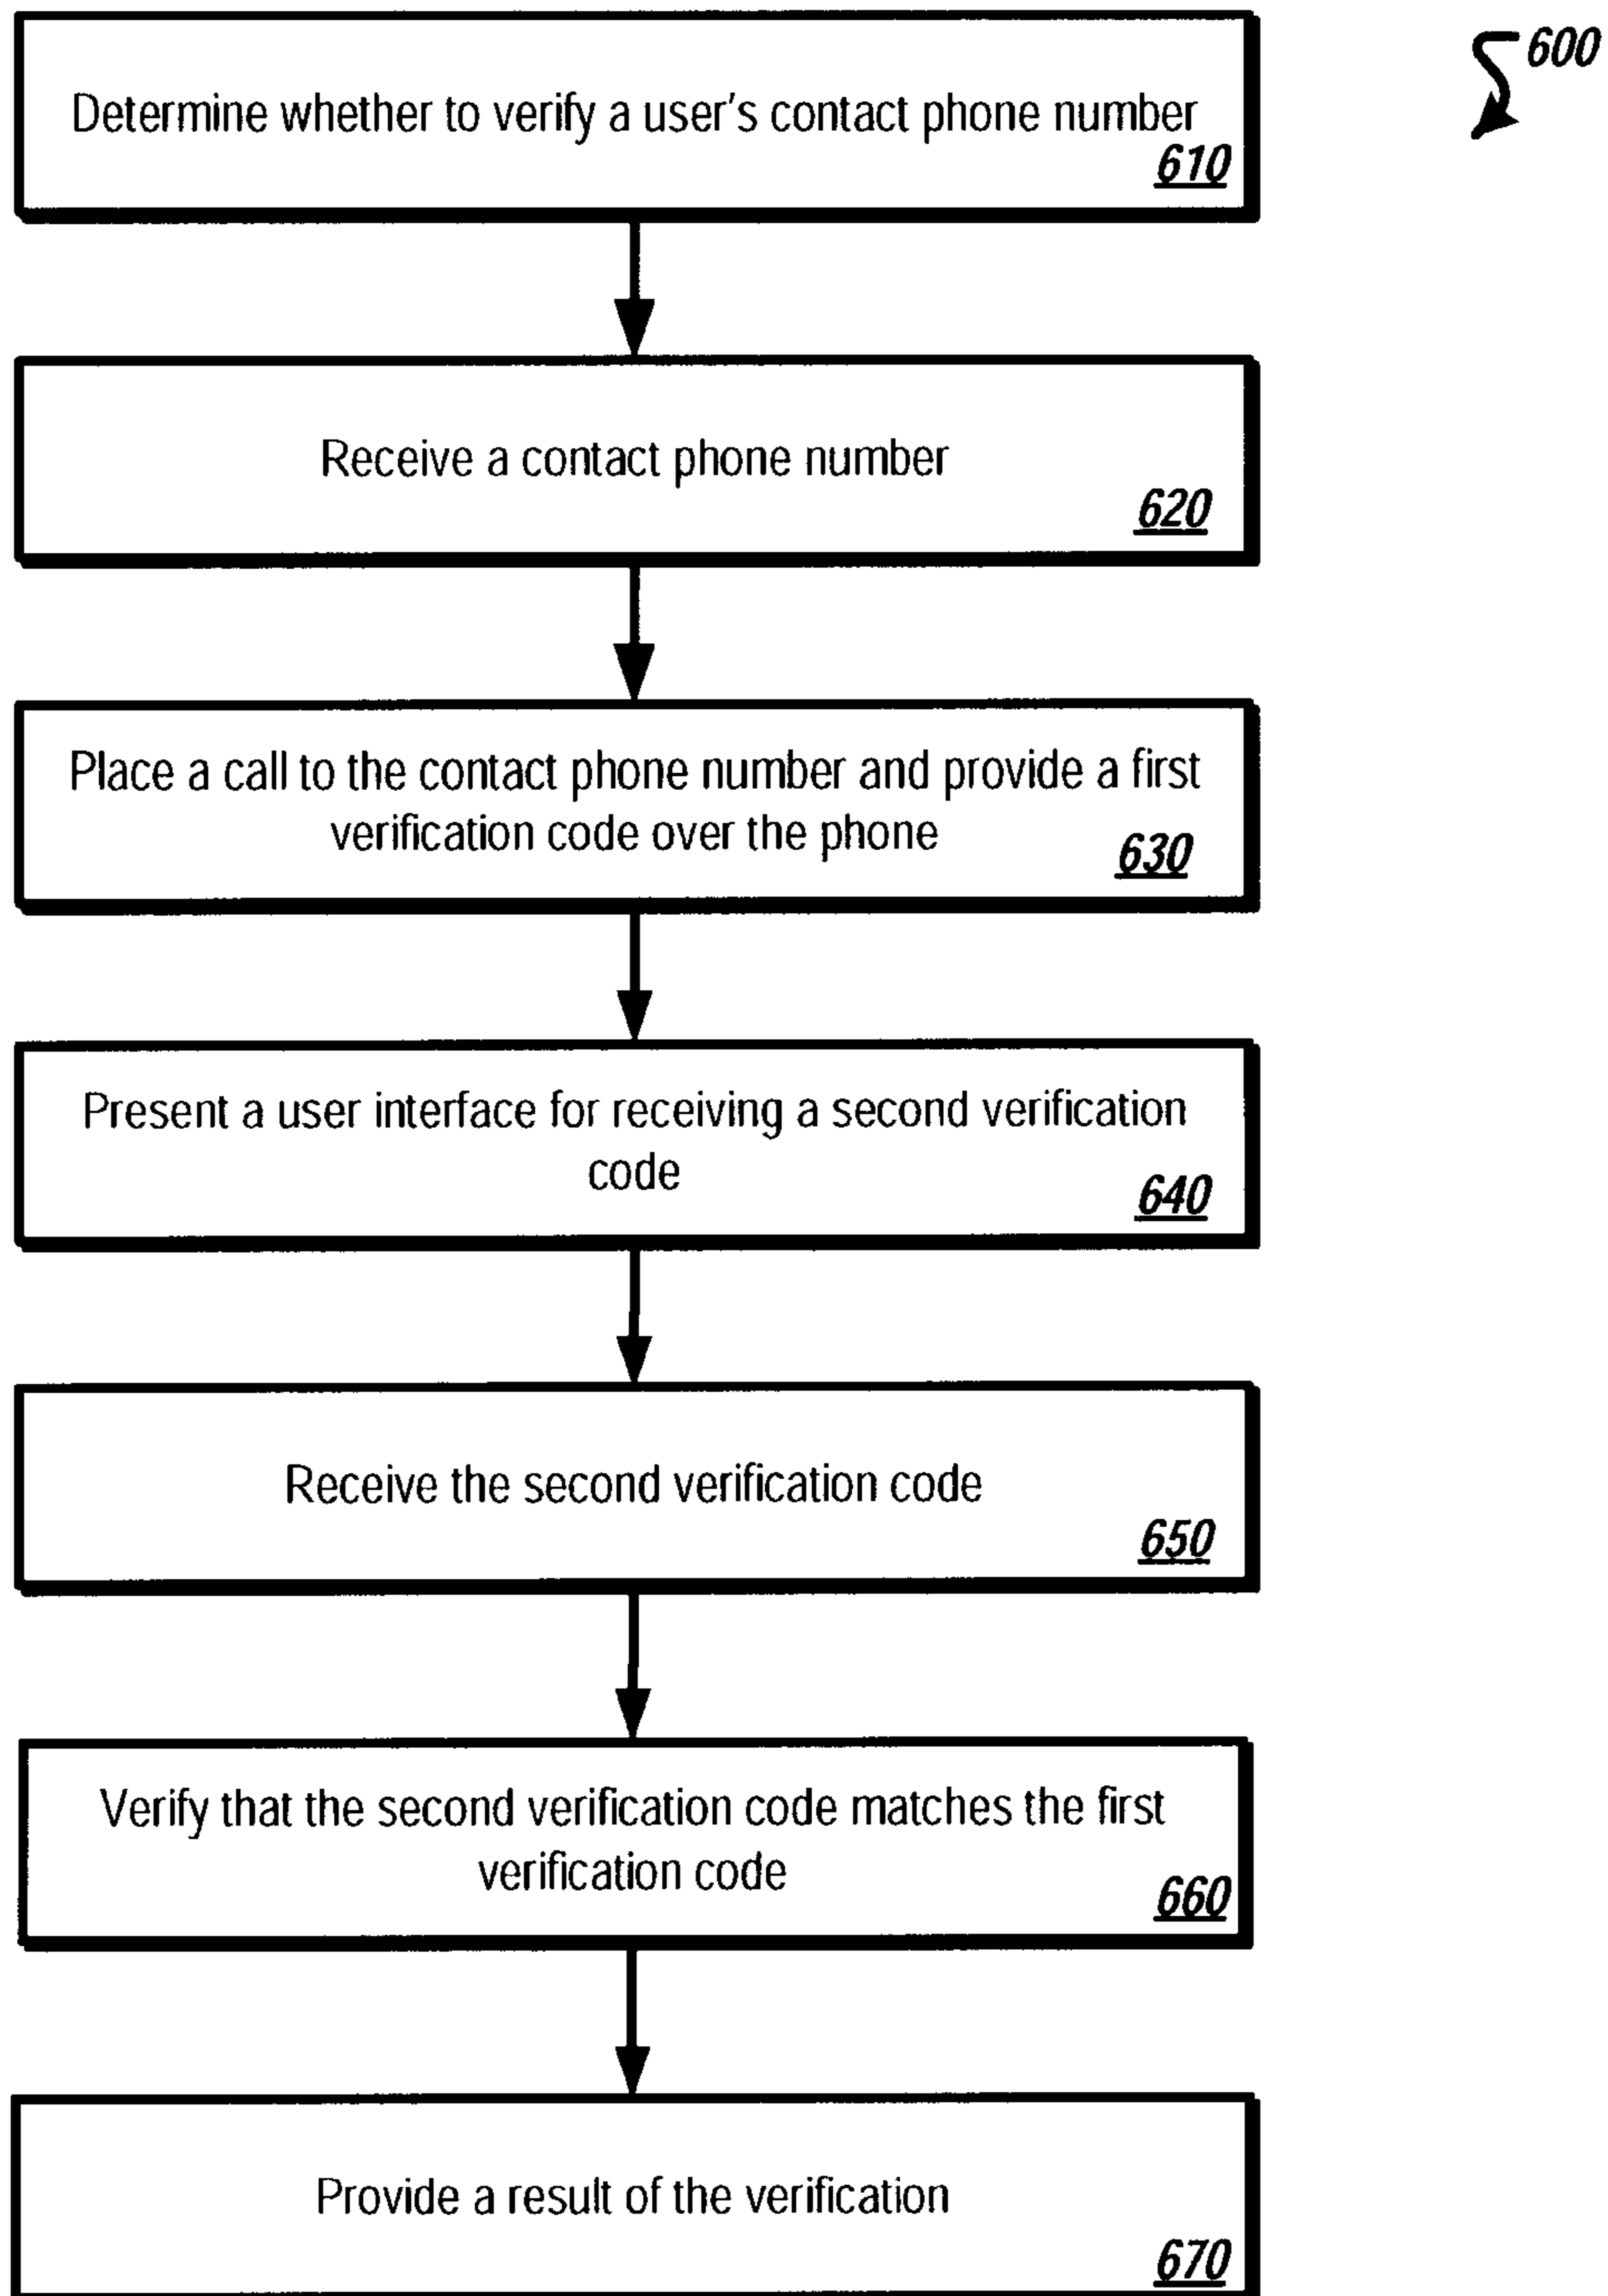 600
Determine whether to verify a user's contact phone number
610
Receive a contact phone number
620
Place a call to the contact phone number and provide a first
verification code over the phone
630
Present a user interface for receiving a second verification
code
640
Receive the second verification code
650
Verify that the second verification code matches the first
verification code
660
Provide a result of the verification
670